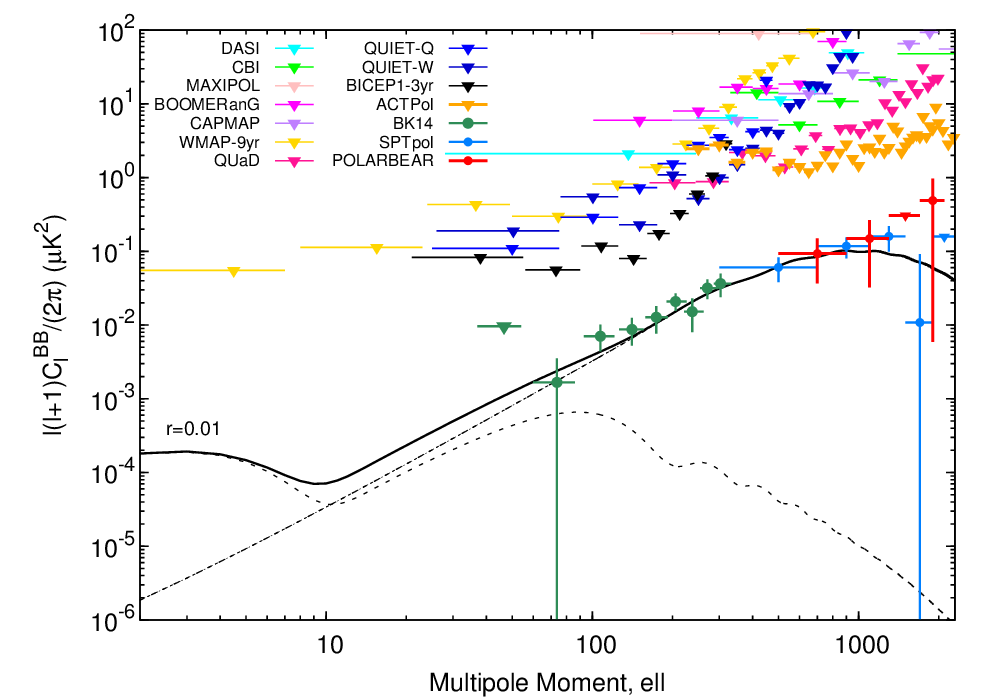 10^2
10^1
10^0
10^-1
10^-2
10^-3
10^-4
10^-5
10^-6
l(l+1)C_l^BB/(2π) (μK^2)
DASI
CBI
MAXIPOL
BOOMERanG
CAPMAP
WMAP-9yr
QUaD
QUIET-Q
QUIET-W
BICEP1-3yr
ACTPol
BK14
SPTpol
POLARBEAR
r=0.01
10
100
1000
Multipole Moment, ell